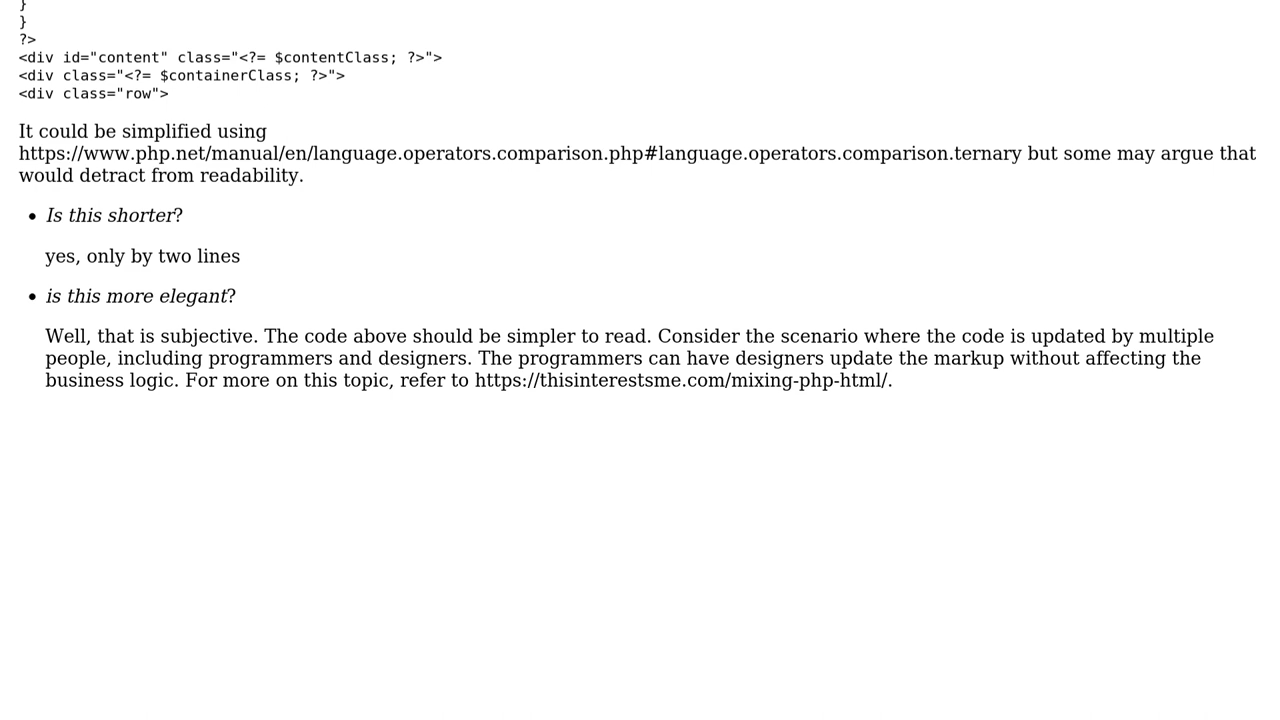 }
}
?>
<div id="content" class="<?= $contentClass; ?>">
<div class="<?= $containerClass; ?>">
<div class="row">
It could be simplified using
https://www.php.net/manual/en/language.operators.comparison.php#language.operators.comparison.ternary but some may argue that
would detract from readability.
• Is this shorter?
yes, only by two lines
• is this more elegant?
Well, that is subjective. The code above should be simpler to read. Consider the scenario where the code is updated by multiple
people, including programmers and designers. The programmers can have designers update the markup without affecting the
business logic. For more on this topic, refer to https://thisinterestsme.com/mixing-php-html/.